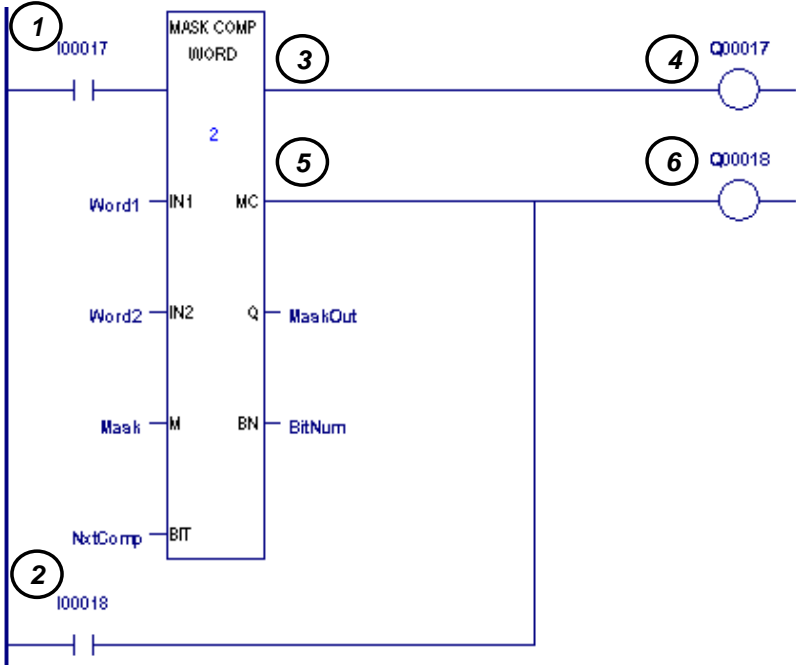 1
I00017
MASK COMP
WORD
3
4
Q00017
2
5
6
Q00018
Word1
IN1
MC
Word2
IN2
Q
MaskOut
Mask
M
BN
BitNum
NxtComp
BIT
2
I00018